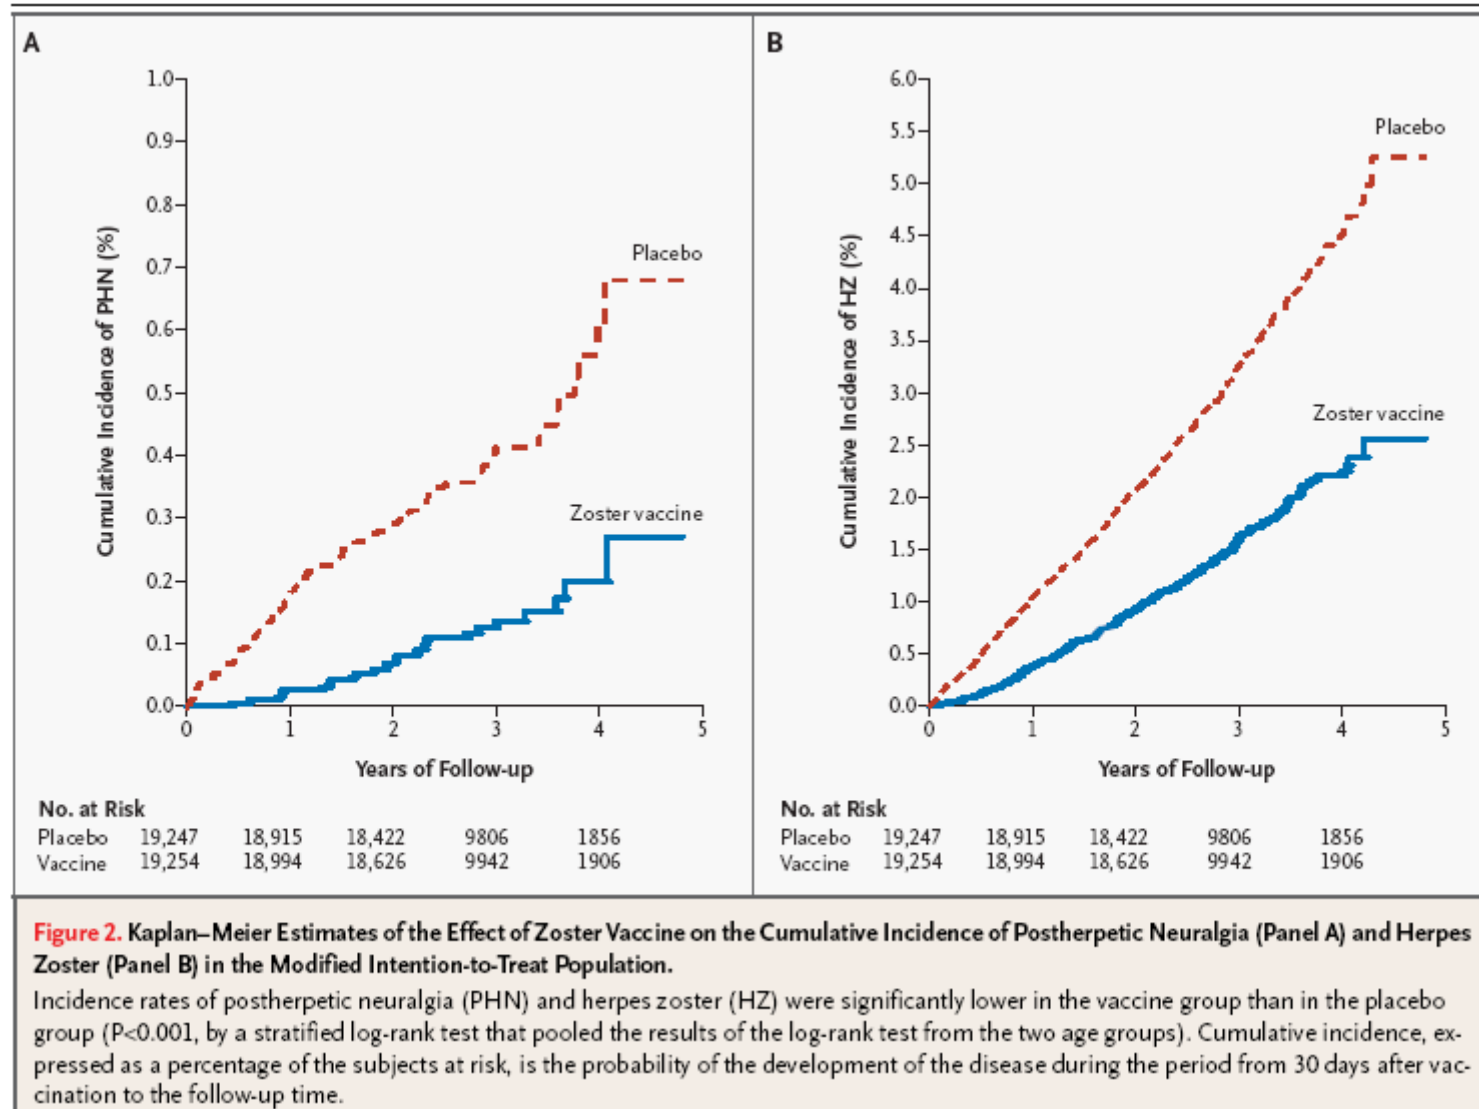 A
1.0
0.9
0.8
0.7
0.6
0.5
0.4
0.3
0.2
0.1
0.0
Cumulative Incidence of PHN (%)
Placebo
Zoster vaccine
0 1 2 3 4 5
Years of Follow-up
No. at Risk
Placebo 19,247 18,915 18,422 9806 1856
Vaccine 19,254 18,994 18,626 9942 1906
B
6.0
5.5
5.0
4.5
4.0
3.5
3.0
2.5
2.0
1.5
1.0
0.5
0.0
Cumulative Incidence of HZ (%)
Placebo
Zoster vaccine
0 1 2 3 4 5
Years of Follow-up
No. at Risk
Placebo 19,247 18,915 18,422 9806 1856
Vaccine 19,254 18,994 18,626 9942 1906
Figure 2. Kaplan–Meier Estimates of the Effect of Zoster Vaccine on the Cumulative Incidence of Postherpetic Neuralgia (Panel A) and Herpes
Zoster (Panel B) in the Modified Intention-to-Treat Population.
Incidence rates of postherpetic neuralgia (PHN) and herpes zoster (HZ) were significantly lower in the vaccine group than in the placebo
group (P<0.001, by a stratified log-rank test that pooled the results of the log-rank test from the two age groups). Cumulative incidence, ex-
pressed as a percentage of the subjects at risk, is the probability of the development of the disease during the period from 30 days after vac-
cination to the follow-up time.